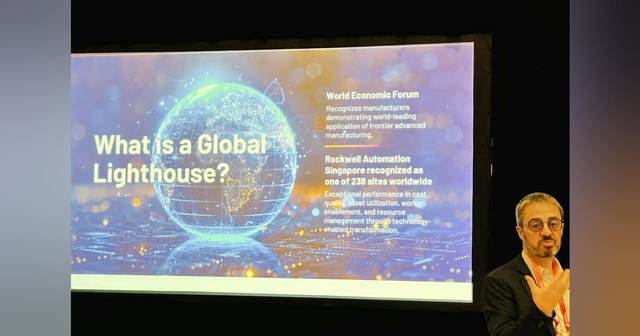 What is a Global
Lighthouse?
World Economic Forum
Recognizes manufacturers
demonstrating world-leading
application of frontier advanced
manufacturing.
Rockwell Automation
Singapore recognized as
one of 238 sites worldwide
Exceptional performance in cost,
quality, asset utilization, worker
enablement, and resource
management through technology-
enabled transformation.